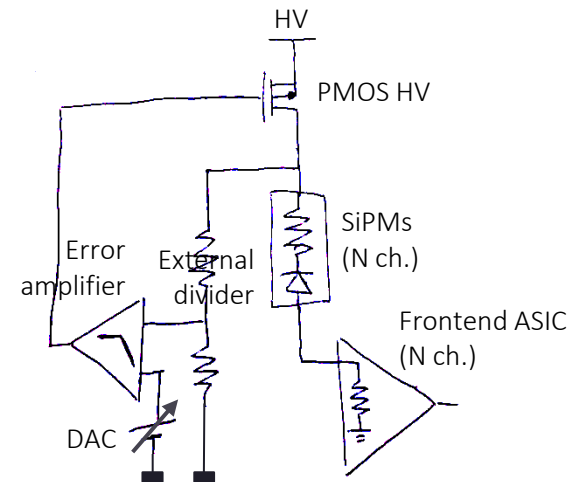 HV
PMOS HV
SiPMs
(N ch.)
Error
amplifier
External
divider
Frontend ASIC
(N ch.)
DAC